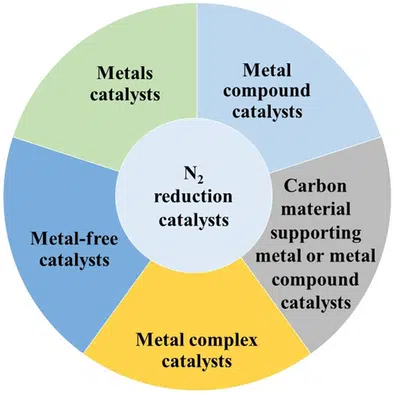 Metals
catalysts
Metal
compound
catalysts
N₂
reduction
catalysts
Carbon
material
supporting
metal or metal
compound
catalysts
Metal-free
catalysts
Metal complex
catalysts